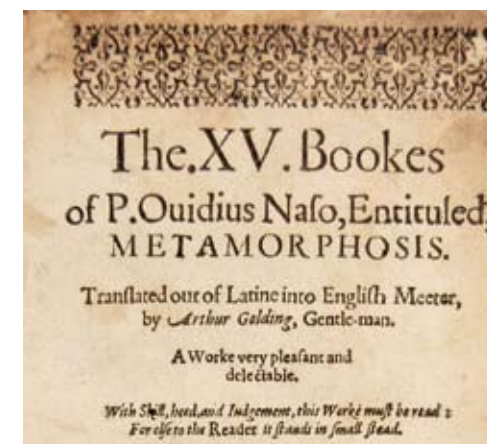 The.XV.Bookes
of P.Ouidius Naſo,Entituled,
METAMORPHOSIS.
Tranſlated out of Latine into Engliſh Meeter,
by Arthur Golding, Gentle-man.
A Worke very pleaſant and
delectable.
With Skill, heed, and Iudgement, this Worke muſt be read :
For elſe to the Reader it ſtands in ſmall ſtead.